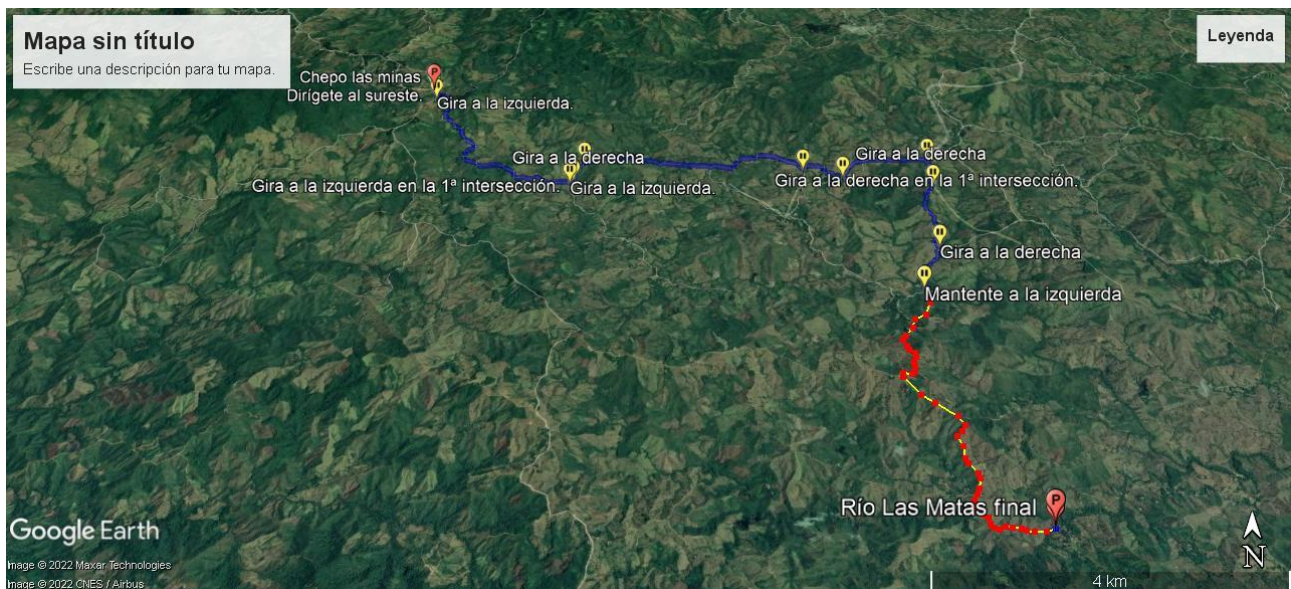 Mapa sin título
Escribe una descripción para tu mapa.
Leyenda
Chepo las minas
Dirígete al sureste.
Gira a la izquierda.
Gira a la derecha
Gira a la derecha
Gira a la izquierda en la 1ª intersección.
Gira a la izquierda.
Gira a la derecha en la 1ª intersección.
Gira a la derecha
Mantente a la izquierda
Río Las Matas final
Google Earth
N
Image © 2022 Maxar Technologies
Image © 2022 CNES / Airbus
4 km